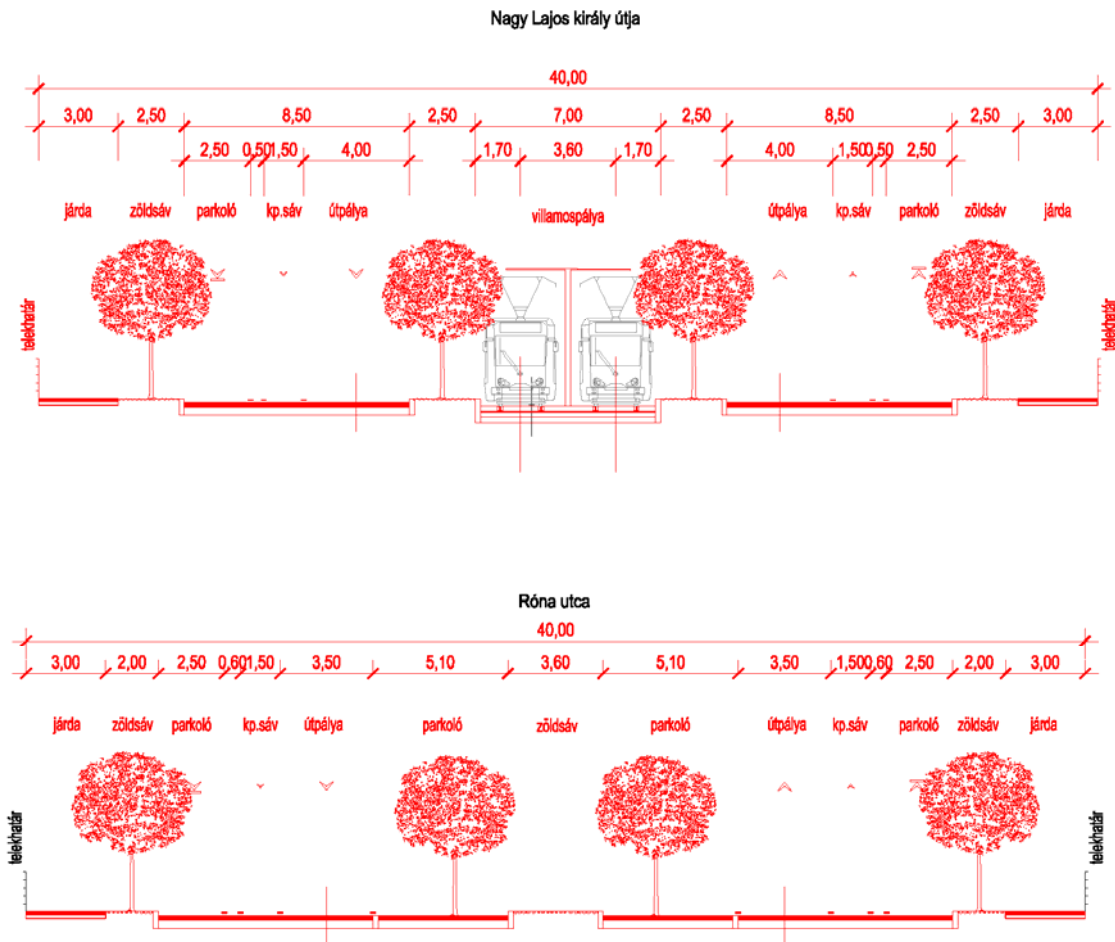 Nagy Lajos király útja
40,00
3,00 2,50 8,50 2,50 7,00 2,50 8,50 2,50 3,00
2,50 0,50 1,50 4,00 1,70 3,60 1,70 4,00 1,50 0,50 2,50
járda zöldsáv parkoló kp.sáv útpálya villamospálya útpálya kp.sáv parkoló zöldsáv járda
telekhatár telekhatár
Róna utca
40,00
3,00 2,00 2,50 0,60 1,50 3,50 5,10 3,60 5,10 3,50 1,50 0,60 2,50 2,00 3,00
járda zöldsáv parkoló kp.sáv útpálya parkoló zöldsáv parkoló útpálya kp.sáv parkoló zöldsáv járda
telekhatár telekhatár